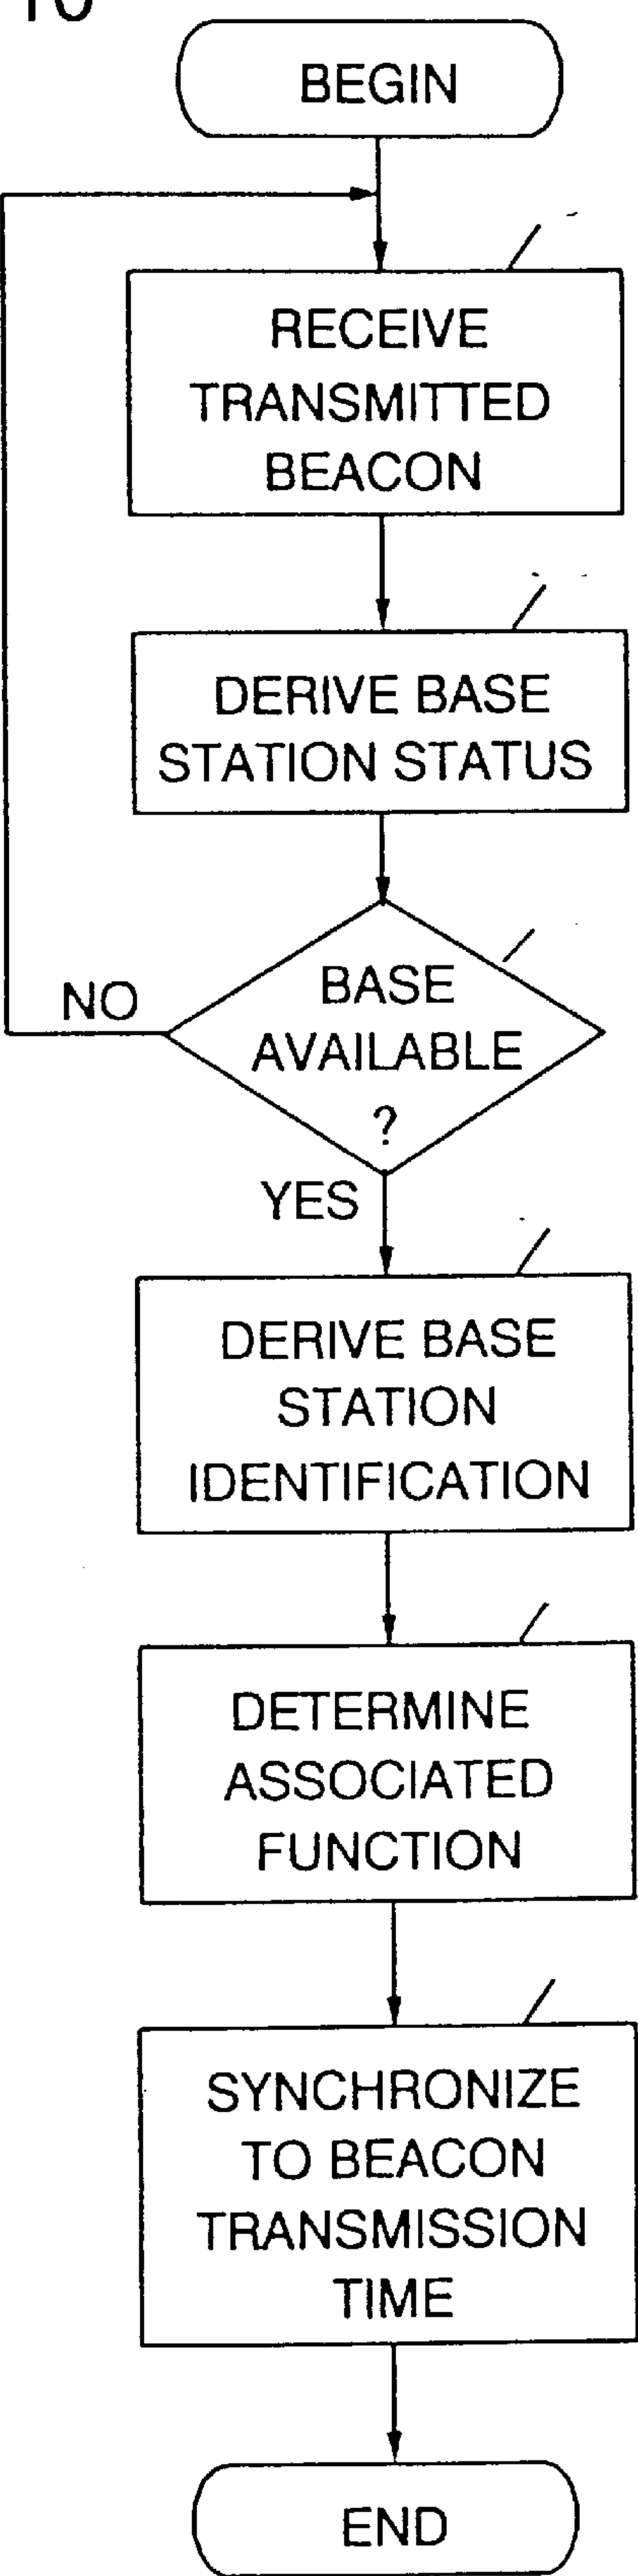 10
BEGIN
RECEIVE
TRANSMITTED
BEACON
DERIVE BASE
STATION STATUS
BASE
AVAILABLE
?
NO
YES
DERIVE BASE
STATION
IDENTIFICATION
DETERMINE
ASSOCIATED
FUNCTION
SYNCHRONIZE
TO BEACON
TRANSMISSION
TIME
END